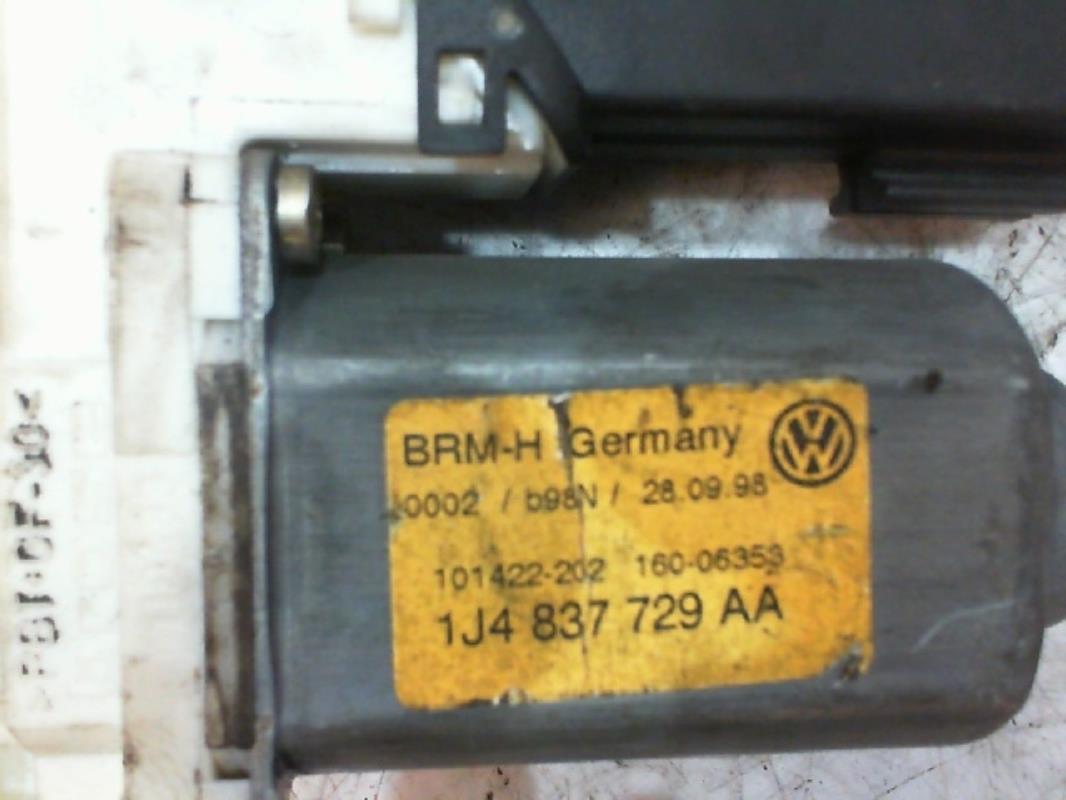 BRM-H Germany
0002 / b98N / 28.09.98
101422-202 160-06353
1J4 837 729 AA